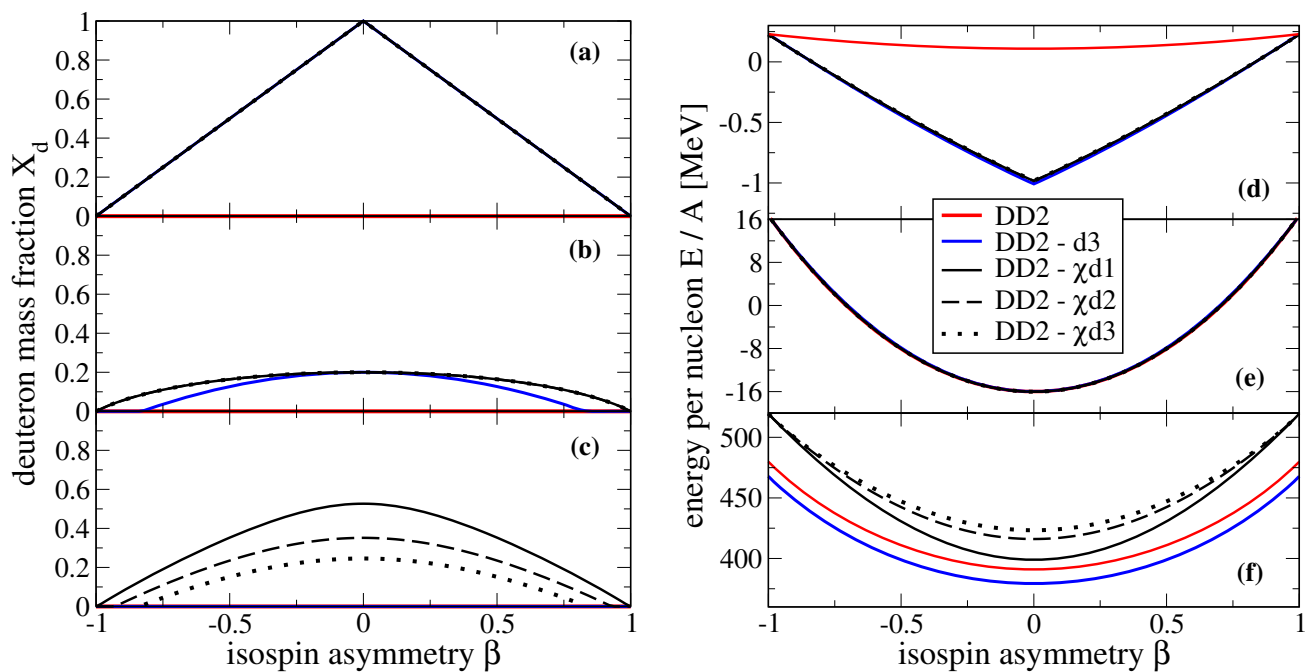 deuteron mass fraction X_d
1
0.8
0.6
0.4
0.2
0
(a)
0.8
0.6
0.4
0.2
0
(b)
0.8
0.6
0.4
0.2
0
(c)
-1 -0.5 0 0.5 1
isospin asymmetry β
energy per nucleon E / A [MeV]
0
-0.5
-1
(d)
16
8
0
-8
-16
(e)
500
450
400
(f)
DD2
DD2 - d3
DD2 - χd1
DD2 - χd2
DD2 - χd3
-1 -0.5 0 0.5 1
isospin asymmetry β